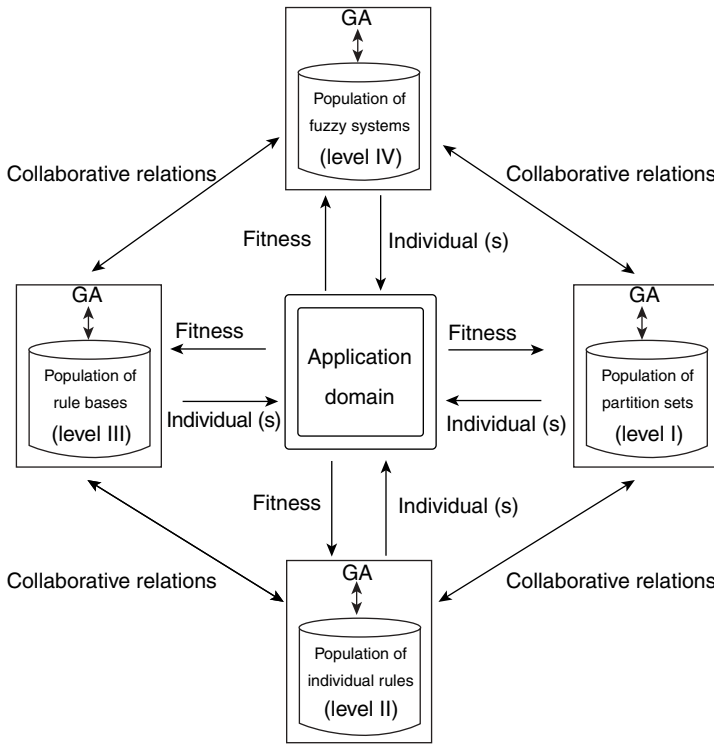 GA
Population of
fuzzy systems
(level IV)
Collaborative relations
Collaborative relations
Fitness
Individual (s)
GA
Population of
rule bases
(level III)
Fitness
Individual (s)
Application
domain
Fitness
Individual (s)
GA
Population of
partition sets
(level I)
Fitness
Individual (s)
Collaborative relations
Collaborative relations
GA
Population of
individual rules
(level II)